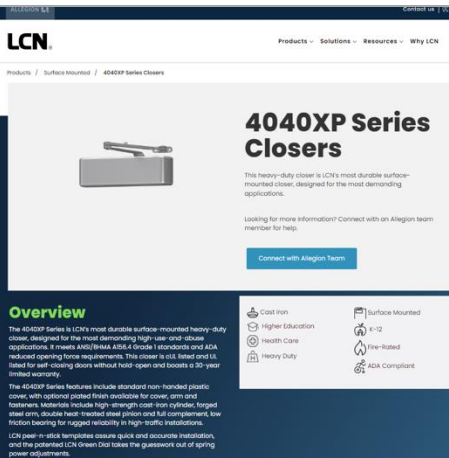 ALLEGION
Contact us
LCN
Products
Solutions
Resources
Why LCN
Products / Surface Mounted / 4040XP Series Closers
4040XP Series
Closers
This heavy-duty closer is LCN's most durable surface-
mounted closer, designed for the most demanding
applications.
Looking for more information? Connect with an Allegion team
member for help.
Connect with Allegion Team
Overview
The 4040XP Series is LCN's most durable surface-mounted heavy-duty
closer, designed for the most demanding high-use-and-abuse
applications. It meets ANSI/BHMA A156.4 Grade 1 standards and ADA
reduced opening force requirements. This closer is cUL listed and UL
listed for self-closing doors without hold-open and boasts a 30-year
limited warranty.
The 4040XP Series features include standard non-handed plastic
cover, with optional plated finish available for cover, arm and
fasteners. Materials include high-strength cast-iron cylinder, forged
steel arm, double heat-treated steel pinion and full complement, low
friction bearing for rugged reliability in high-traffic installations.
LCN peel-n-stick templates assure quick and accurate installation,
and the patented LCN Green Dial takes the guesswork out of spring
power adjustments.
Cast Iron
Higher Education
Health Care
Heavy Duty
Surface Mounted
K-12
Fire-Rated
ADA Compliant